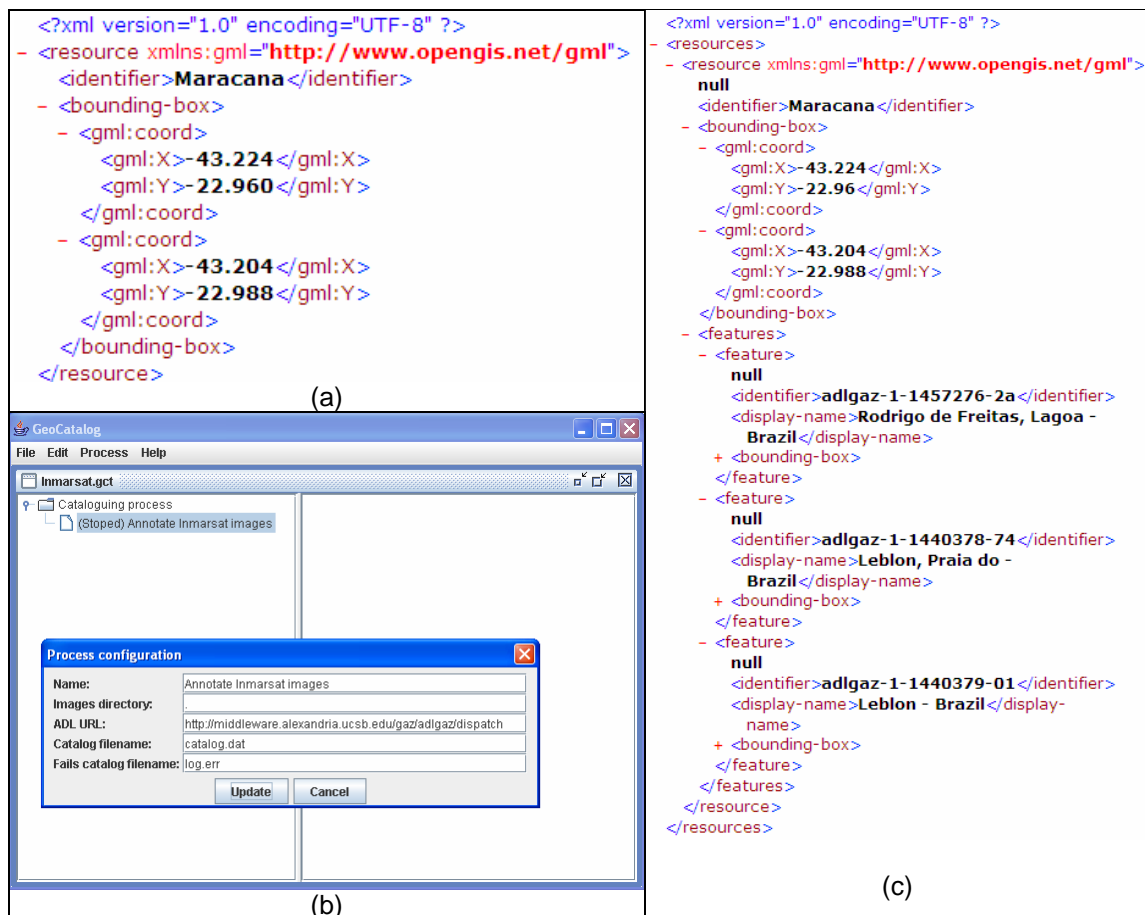 <?xml version="1.0" encoding="UTF-8" ?>
- <resource xmlns:gml="http://www.opengis.net/gml">
<identifier>Maracana</identifier>
- <bounding-box>
- <gml:coord>
<gml:X>-43.224</gml:X>
<gml:Y>-22.960</gml:Y>
</gml:coord>
- <gml:coord>
<gml:X>-43.204</gml:X>
<gml:Y>-22.988</gml:Y>
</gml:coord>
</bounding-box>
</resource>
(a)
GeoCatalog
File Edit Process Help
Inmarsat.gct
Cataloguing process
(Stoped) Annotate Inmarsat images
Process configuration
Name: Annotate Inmarsat images
Images directory: .
ADL URL: http://middleware.alexandria.ucsb.edu/gaz/adlgaz/dispatch
Catalog filename: catalog.dat
Fails catalog filename: log.err
Update Cancel
(b)
<?xml version="1.0" encoding="UTF-8" ?>
- <resources>
- <resource xmlns:gml="http://www.opengis.net/gml">
null
<identifier>Maracana</identifier>
- <bounding-box>
- <gml:coord>
<gml:X>-43.224</gml:X>
<gml:Y>-22.96</gml:Y>
</gml:coord>
- <gml:coord>
<gml:X>-43.204</gml:X>
<gml:Y>-22.988</gml:Y>
</gml:coord>
</bounding-box>
- <features>
- <feature>
null
<identifier>adlgaz-1-1457276-2a</identifier>
<display-name>Rodrigo de Freitas, Lagoa -
Brazil</display-name>
+ <bounding-box>
</feature>
- <feature>
null
<identifier>adlgaz-1-1440378-74</identifier>
<display-name>Leblon, Praia do -
Brazil</display-name>
+ <bounding-box>
</feature>
- <feature>
null
<identifier>adlgaz-1-1440379-01</identifier>
<display-name>Leblon - Brazil</display-
name>
+ <bounding-box>
</feature>
</features>
</resource>
</resources>
(c)